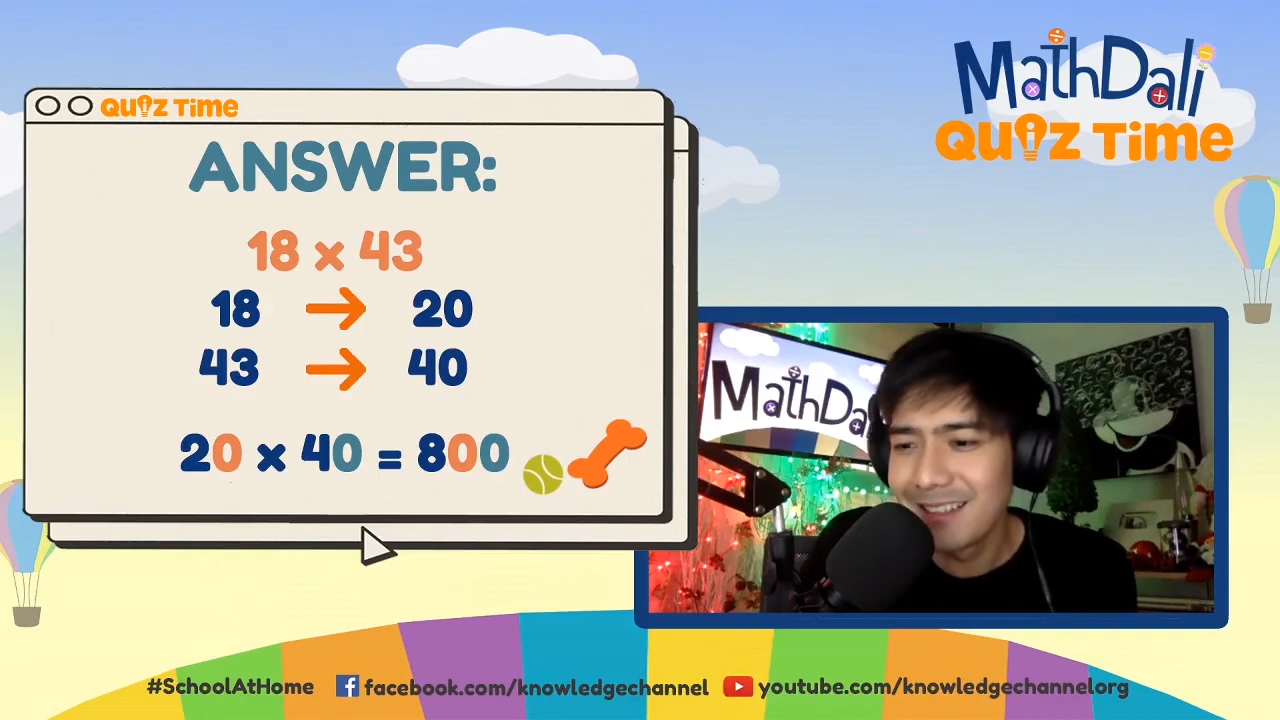 QUIZ TIME
ANSWER:
18 x 43
18 → 20
43 → 40
20 x 40 = 800
MathDali
QUIZ TIME
MathDa
#SchoolAtHome
facebook.com/knowledgechannel
youtube.com/knowledgechannelorg